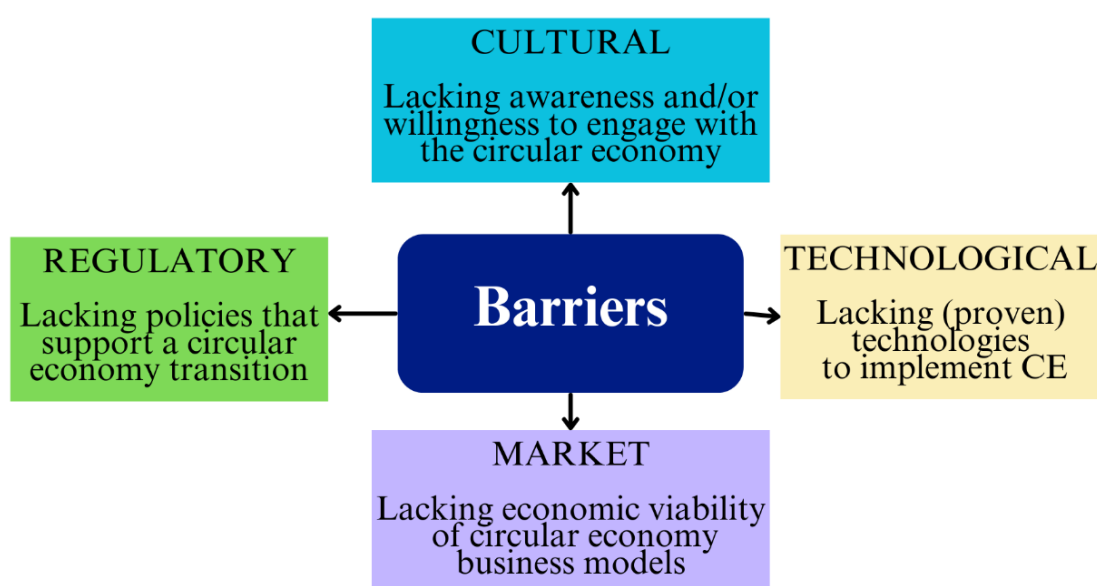 CULTURAL
Lacking awareness and/or
willingness to engage with
the circular economy
REGULATORY
Lacking policies that
support a circular
economy transition
Barriers
TECHNOLOGICAL
Lacking (proven)
technologies
to implement CE
MARKET
Lacking economic viability
of circular economy
business models